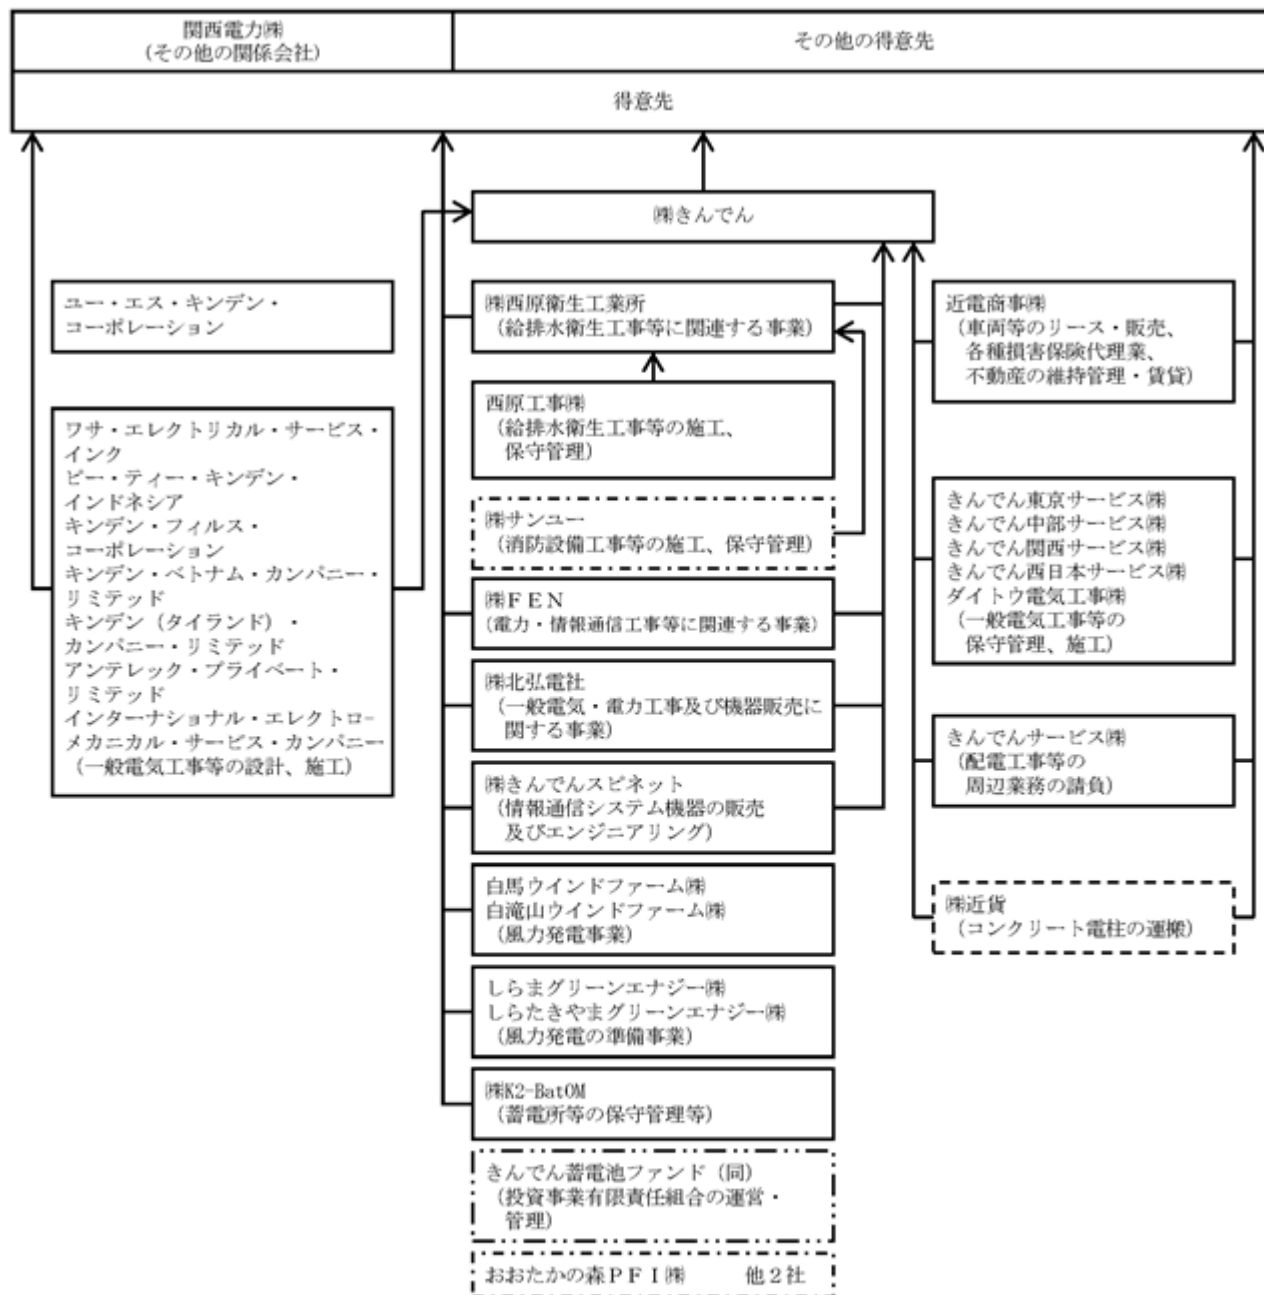 関西電力㈱
(その他の関係会社)
その他の得意先
得意先
㈱きんでん
ユー・エス・キンデン・
コーポレーション
ワサ・エレクトリカル・サービス・
インク
ピー・ティー・キンデン・
インドネシア
キンデン・フィルス・
コーポレーション
キンデン・ベトナム・カンパニー・
リミテッド
キンデン（タイランド）・
カンパニー・リミテッド
アンテレック・プライベート・
リミテッド
インターナショナル・エレクトロ-
メカニカル・サービス・カンパニー
（一般電気工事等の設計、施工）
㈱西原衛生工業所
（給排水衛生工事等に関連する事業）
西原工事㈱
（給排水衛生工事等の施工、
保守管理）
㈱サンユー
（消防設備工事等の施工、保守管理）
㈱ＦＥＮ
（電力・情報通信工事等に関連する事業）
㈱北弘電社
（一般電気・電力工事及び機器販売に
関する事業）
㈱きんでんスピネット
（情報通信システム機器の販売
及びエンジニアリング）
白馬ウインドファーム㈱
白滝山ウインドファーム㈱
（風力発電事業）
しらまグリーンエナジー㈱
しらたきやまグリーンエナジー㈱
（風力発電の準備事業）
㈱K2-BatOM
（蓄電所等の保守管理等）
きんでん蓄電池ファンド（同）
（投資事業有限責任組合の運営・
管理）
おおたかの森ＰＦＩ㈱　　他２社
近電商事㈱
（車両等のリース・販売、
各種損害保険代理業、
不動産の維持管理・賃貸）
きんでん東京サービス㈱
きんでん中部サービス㈱
きんでん関西サービス㈱
きんでん西日本サービス㈱
ダイトウ電気工事㈱
（一般電気工事等の
保守管理、施工）
きんでんサービス㈱
（配電工事等の
周辺業務の請負）
㈱近貨
（コンクリート電柱の運搬）